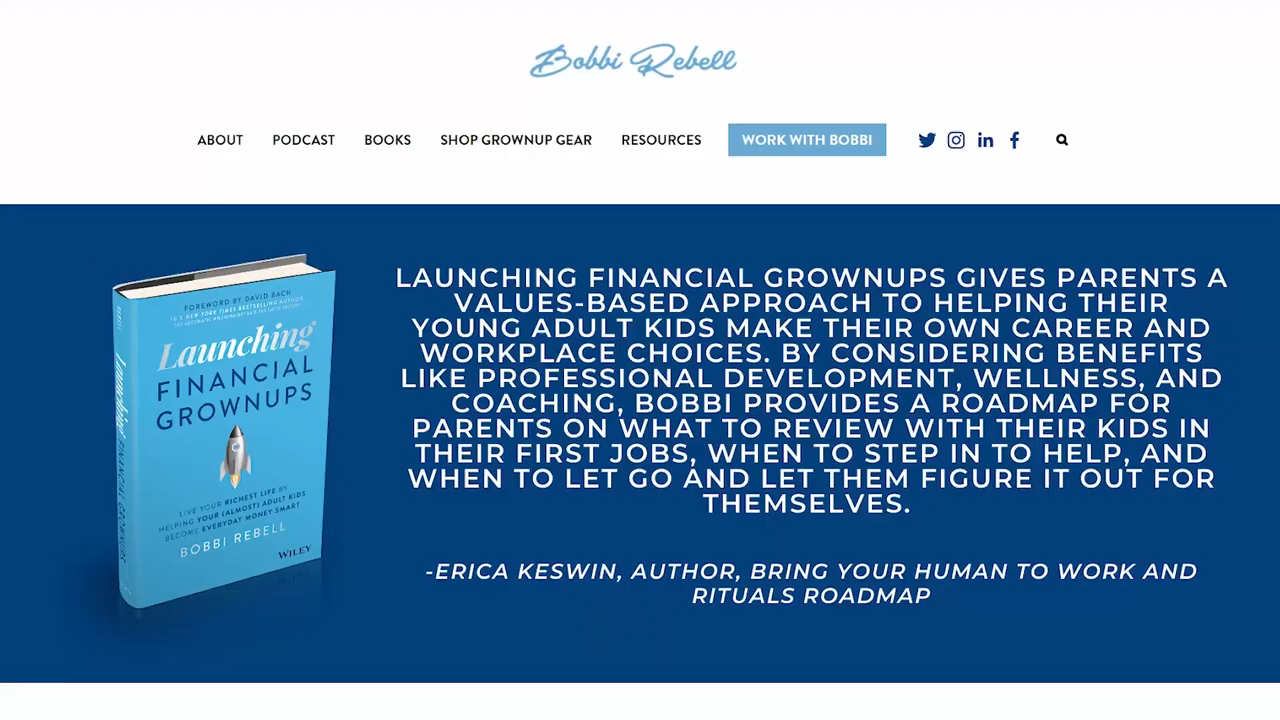 Bobbi Rebell
ABOUT PODCAST BOOKS SHOP GROWNUP GEAR RESOURCES WORK WITH BOBBI
LAUNCHING FINANCIAL GROWNUPS GIVES PARENTS A
VALUES-BASED APPROACH TO HELPING THEIR
YOUNG ADULT KIDS MAKE THEIR OWN CAREER AND
WORKPLACE CHOICES. BY CONSIDERING BENEFITS
LIKE PROFESSIONAL DEVELOPMENT, WELLNESS, AND
COACHING, BOBBI PROVIDES A ROADMAP FOR
PARENTS ON WHAT TO REVIEW WITH THEIR KIDS IN
THEIR FIRST JOBS, WHEN TO STEP IN TO HELP, AND
WHEN TO LET GO AND LET THEM FIGURE IT OUT FOR
THEMSELVES.
-ERICA KESWIN, AUTHOR, BRING YOUR HUMAN TO WORK AND
RITUALS ROADMAP
FOREWORD BY DAVID BACH
NEW YORK TIMES BESTSELLING AUTHOR
Launching
FINANCIAL
GROWNUPS
LIVE YOUR RICHEST LIFE BY
HELPING YOUR (ALMOST) ADULT KIDS
BECOME EVERYDAY MONEY SMART
BOBBI REBELL
WILEY
REBELL
Launching
FINANCIAL GROWNUPS